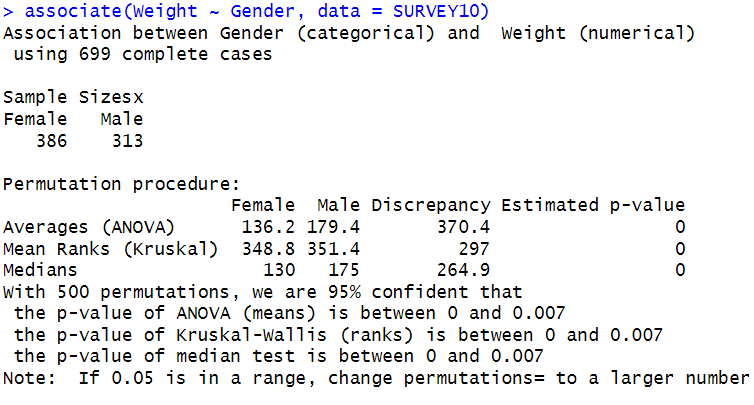 > associate(Weight ~ Gender, data = SURVEY10)
Association between Gender (categorical) and  Weight (numerical)
 using 699 complete cases

Sample Sizesx
Female   Male
   386    313

Permutation procedure:
                      Female  Male Discrepancy Estimated p-value
Averages (ANOVA)       136.2 179.4       370.4                 0
Mean Ranks (Kruskal)   348.8 351.4         297                 0
Medians                  130   175       264.9                 0
With 500 permutations, we are 95% confident that
 the p-value of ANOVA (means) is between 0 and 0.007
 the p-value of Kruskal-Wallis (ranks) is between 0 and 0.007
 the p-value of median test is between 0 and 0.007
Note:  If 0.05 is in a range, change permutations= to a larger number